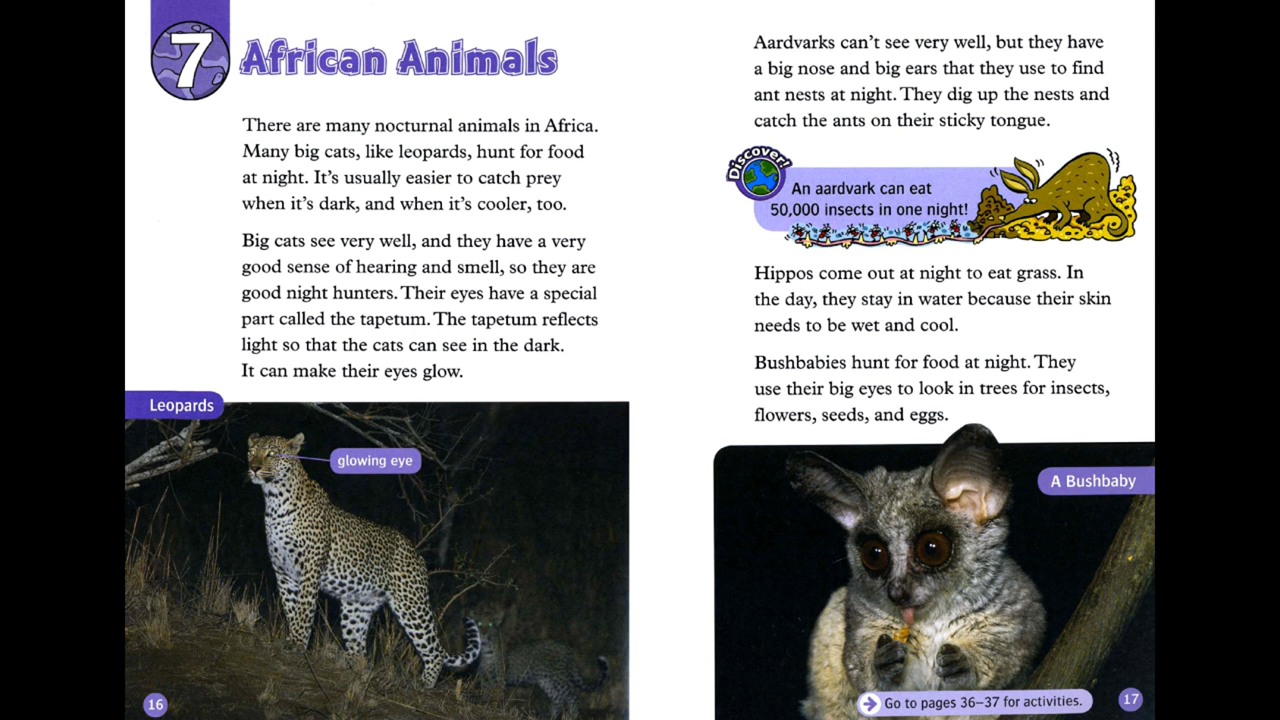 7
African Animals
There are many nocturnal animals in Africa.
Many big cats, like leopards, hunt for food
at night. It's usually easier to catch prey
when it's dark, and when it's cooler, too.
Big cats see very well, and they have a very
good sense of hearing and smell, so they are
good night hunters. Their eyes have a special
part called the tapetum. The tapetum reflects
light so that the cats can see in the dark.
It can make their eyes glow.
Leopards
glowing eye
16
Aardvarks can't see very well, but they have
a big nose and big ears that they use to find
ant nests at night. They dig up the nests and
catch the ants on their sticky tongue.
Discover!
An aardvark can eat
50,000 insects in one night!
Hippos come out at night to eat grass. In
the day, they stay in water because their skin
needs to be wet and cool.
Bushbabies hunt for food at night. They
use their big eyes to look in trees for insects,
flowers, seeds, and eggs.
A Bushbaby
Go to pages 36–37 for activities.
17